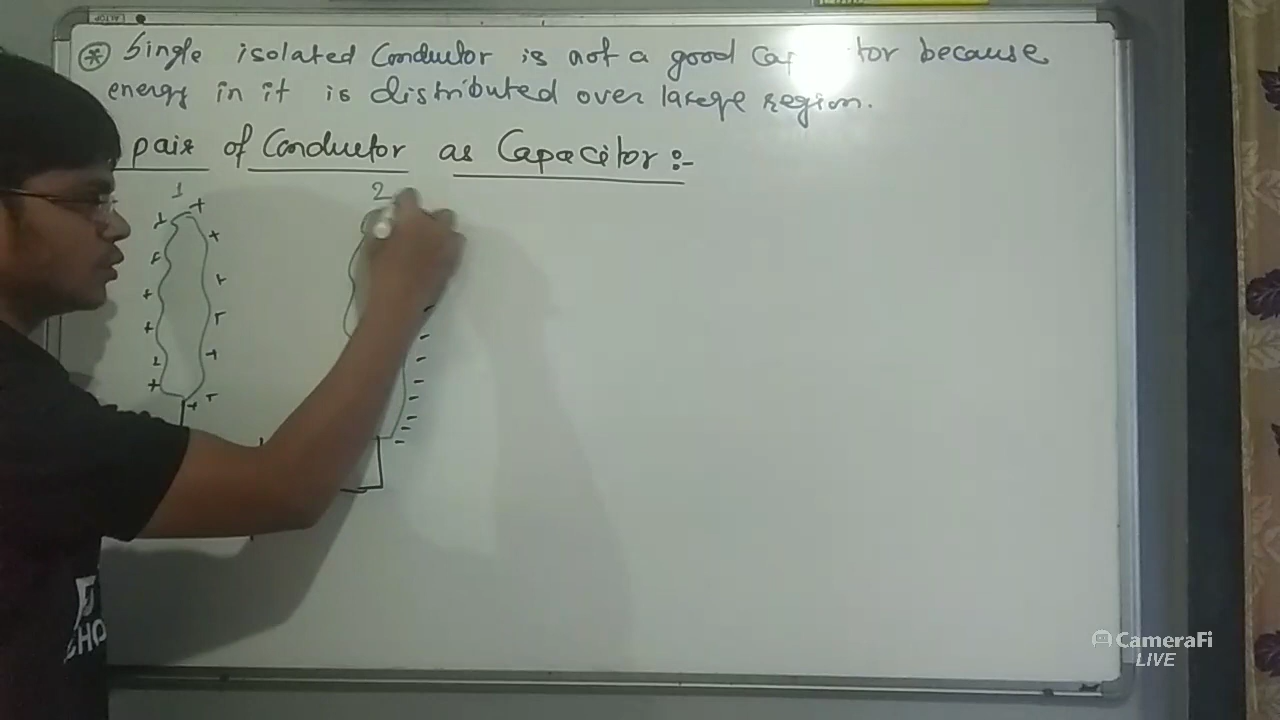 Single isolated Conductor is not a good Ca tor because
energy in it is distributed over large region.
pair of Conductor as Capacitor :-
1 2
CameraFi
LIVE